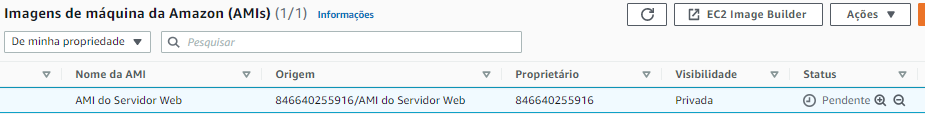 Imagens de máquina da Amazon (AMIs) (1/1) Informações EC2 Image Builder Ações
De minha propriedade Pesquisar
Nome da AMI Origem Proprietário Visibilidade Status
AMI do Servidor Web 846640255916/AMI do Servidor Web 846640255916 Privada Pendente